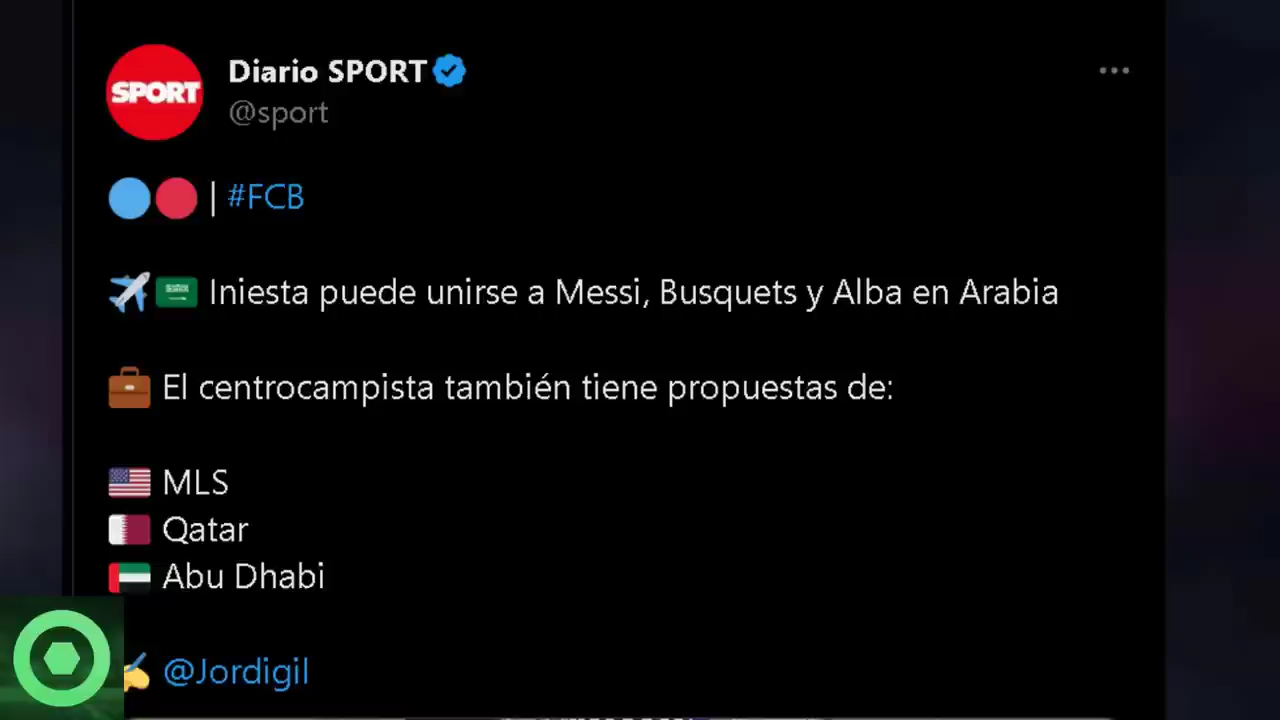 SPORT
Diario SPORT
@sport
| #FCB
Iniesta puede unirse a Messi, Busquets y Alba en Arabia
El centrocampista también tiene propuestas de:
MLS
Qatar
Abu Dhabi
@Jordigil